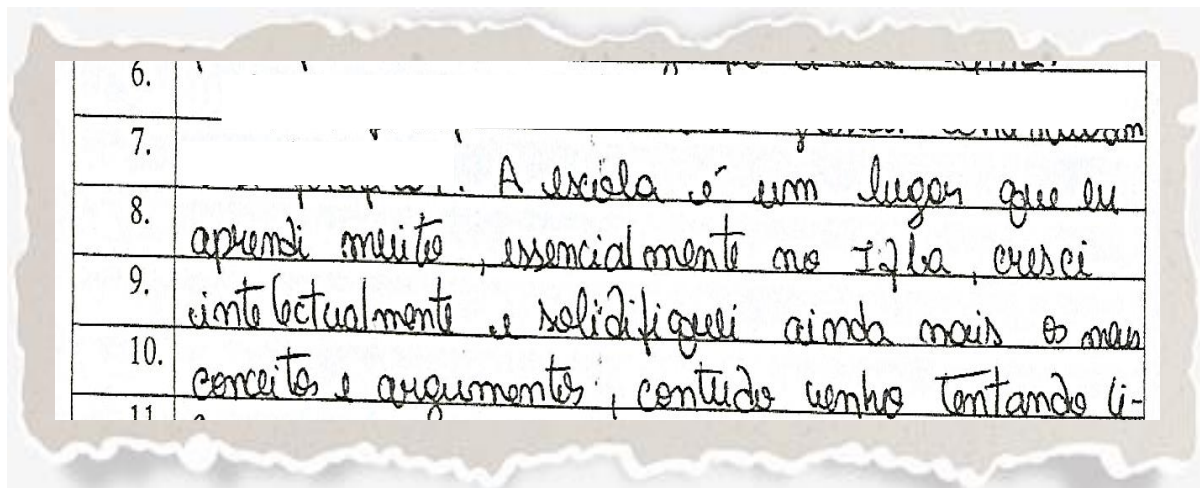 6.
7.
A escola é um lugar que eu
8.
aprendi muito, essencialmente no Ifba, cresci
9.
intelectualmente e solidifiquei ainda mais os meus
10.
conceitos e argumentos, contudo venho tentando li-
11